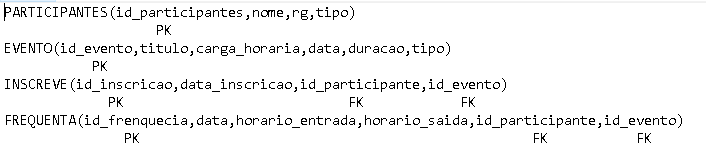 PARTICIPANTES(id_participantes,nome,rg,tipo)
PK
EVENTO(id_evento,titulo,carga_horaria,data,duracao,tipo)
PK
INSCREVE(id_inscricao,data_inscricao,id_participante,id_evento)
PK FK FK
FREQUENTA(id_frenquecia,data,horario_entrada,horario_saida,id_participante,id_evento)
PK FK FK